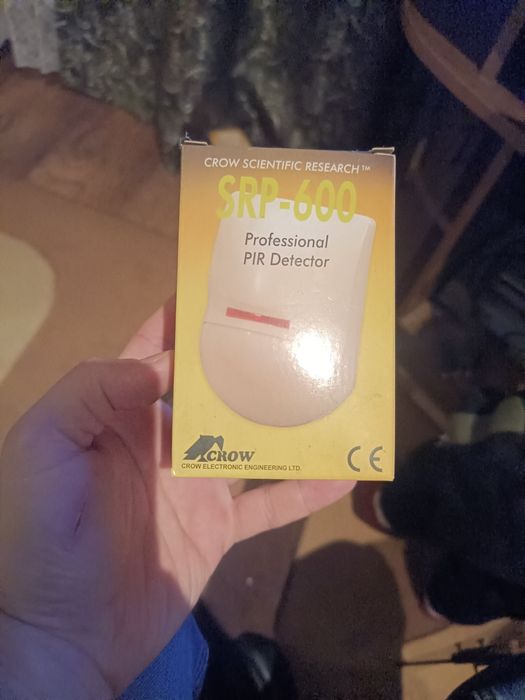 CROW SCIENTIFIC RESEARCH™
SRP-600
Professional
PIR Detector
CROW
CROW ELECTRONIC ENGINEERING LTD.
CE